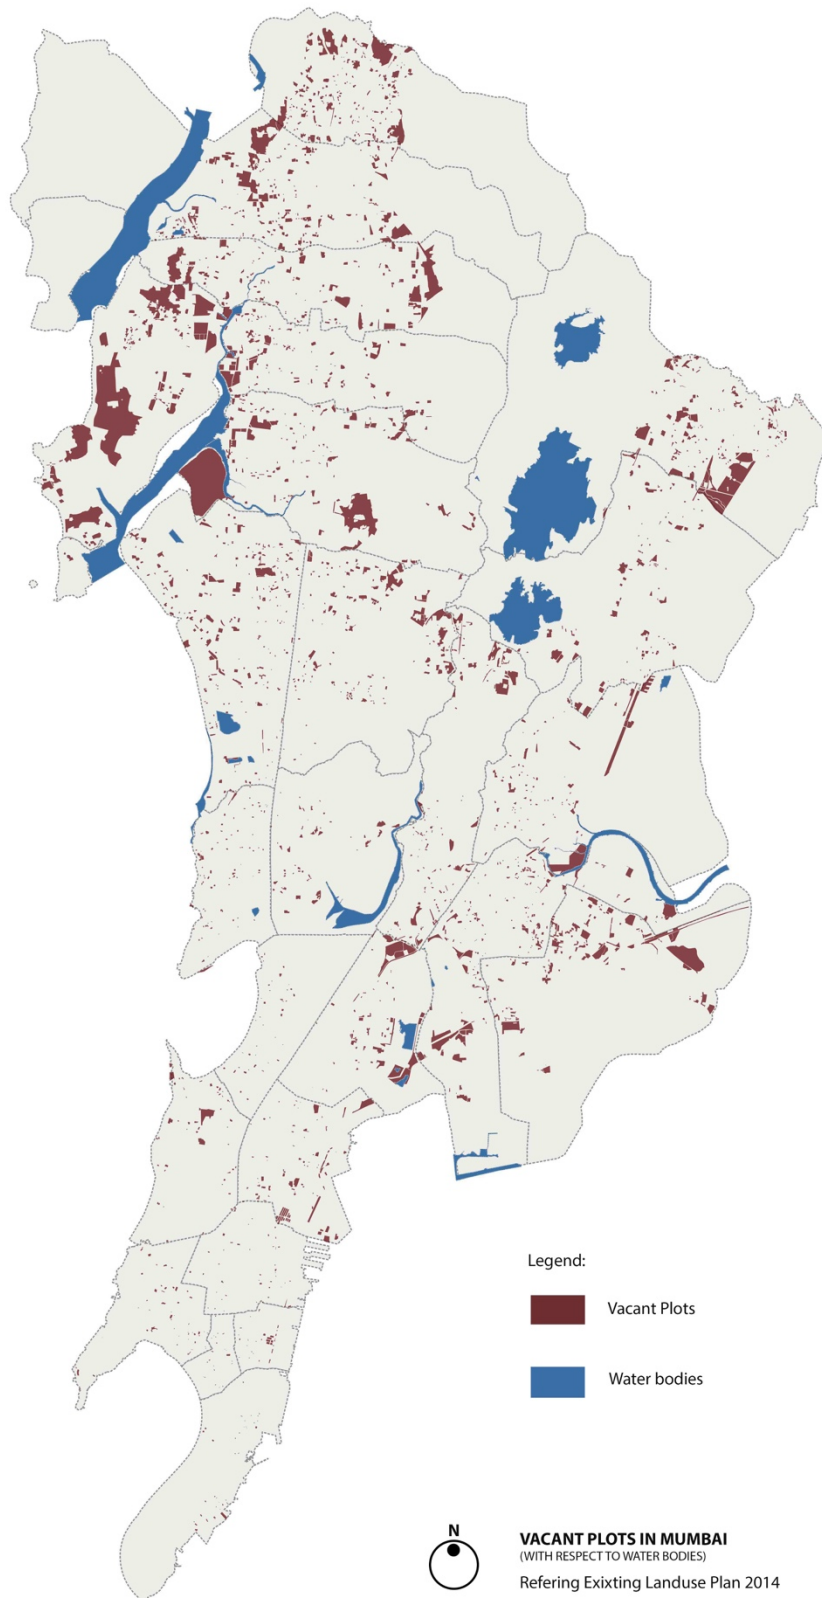 Legend:
Vacant Plots
Water bodies
N
VACANT PLOTS IN MUMBAI
(WITH RESPECT TO WATER BODIES)
Refering Exixting Landuse Plan 2014